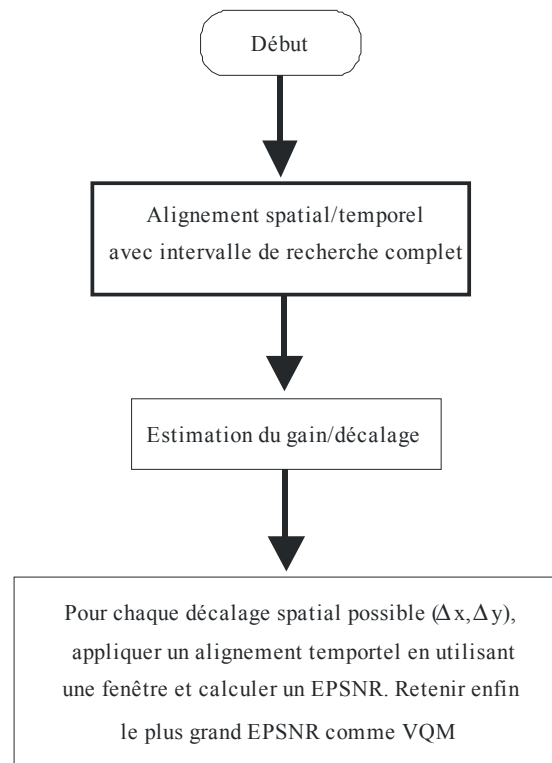 Début
Alignement spatial/temporel
avec intervalle de recherche complet
Estimation du gain/décalage
Pour chaque décalage spatial possible (Δx,Δy),
appliquer un alignement temportel en utilisant
une fenêtre et calculer un EPSNR. Retenir enfin
le plus grand EPSNR comme VQM